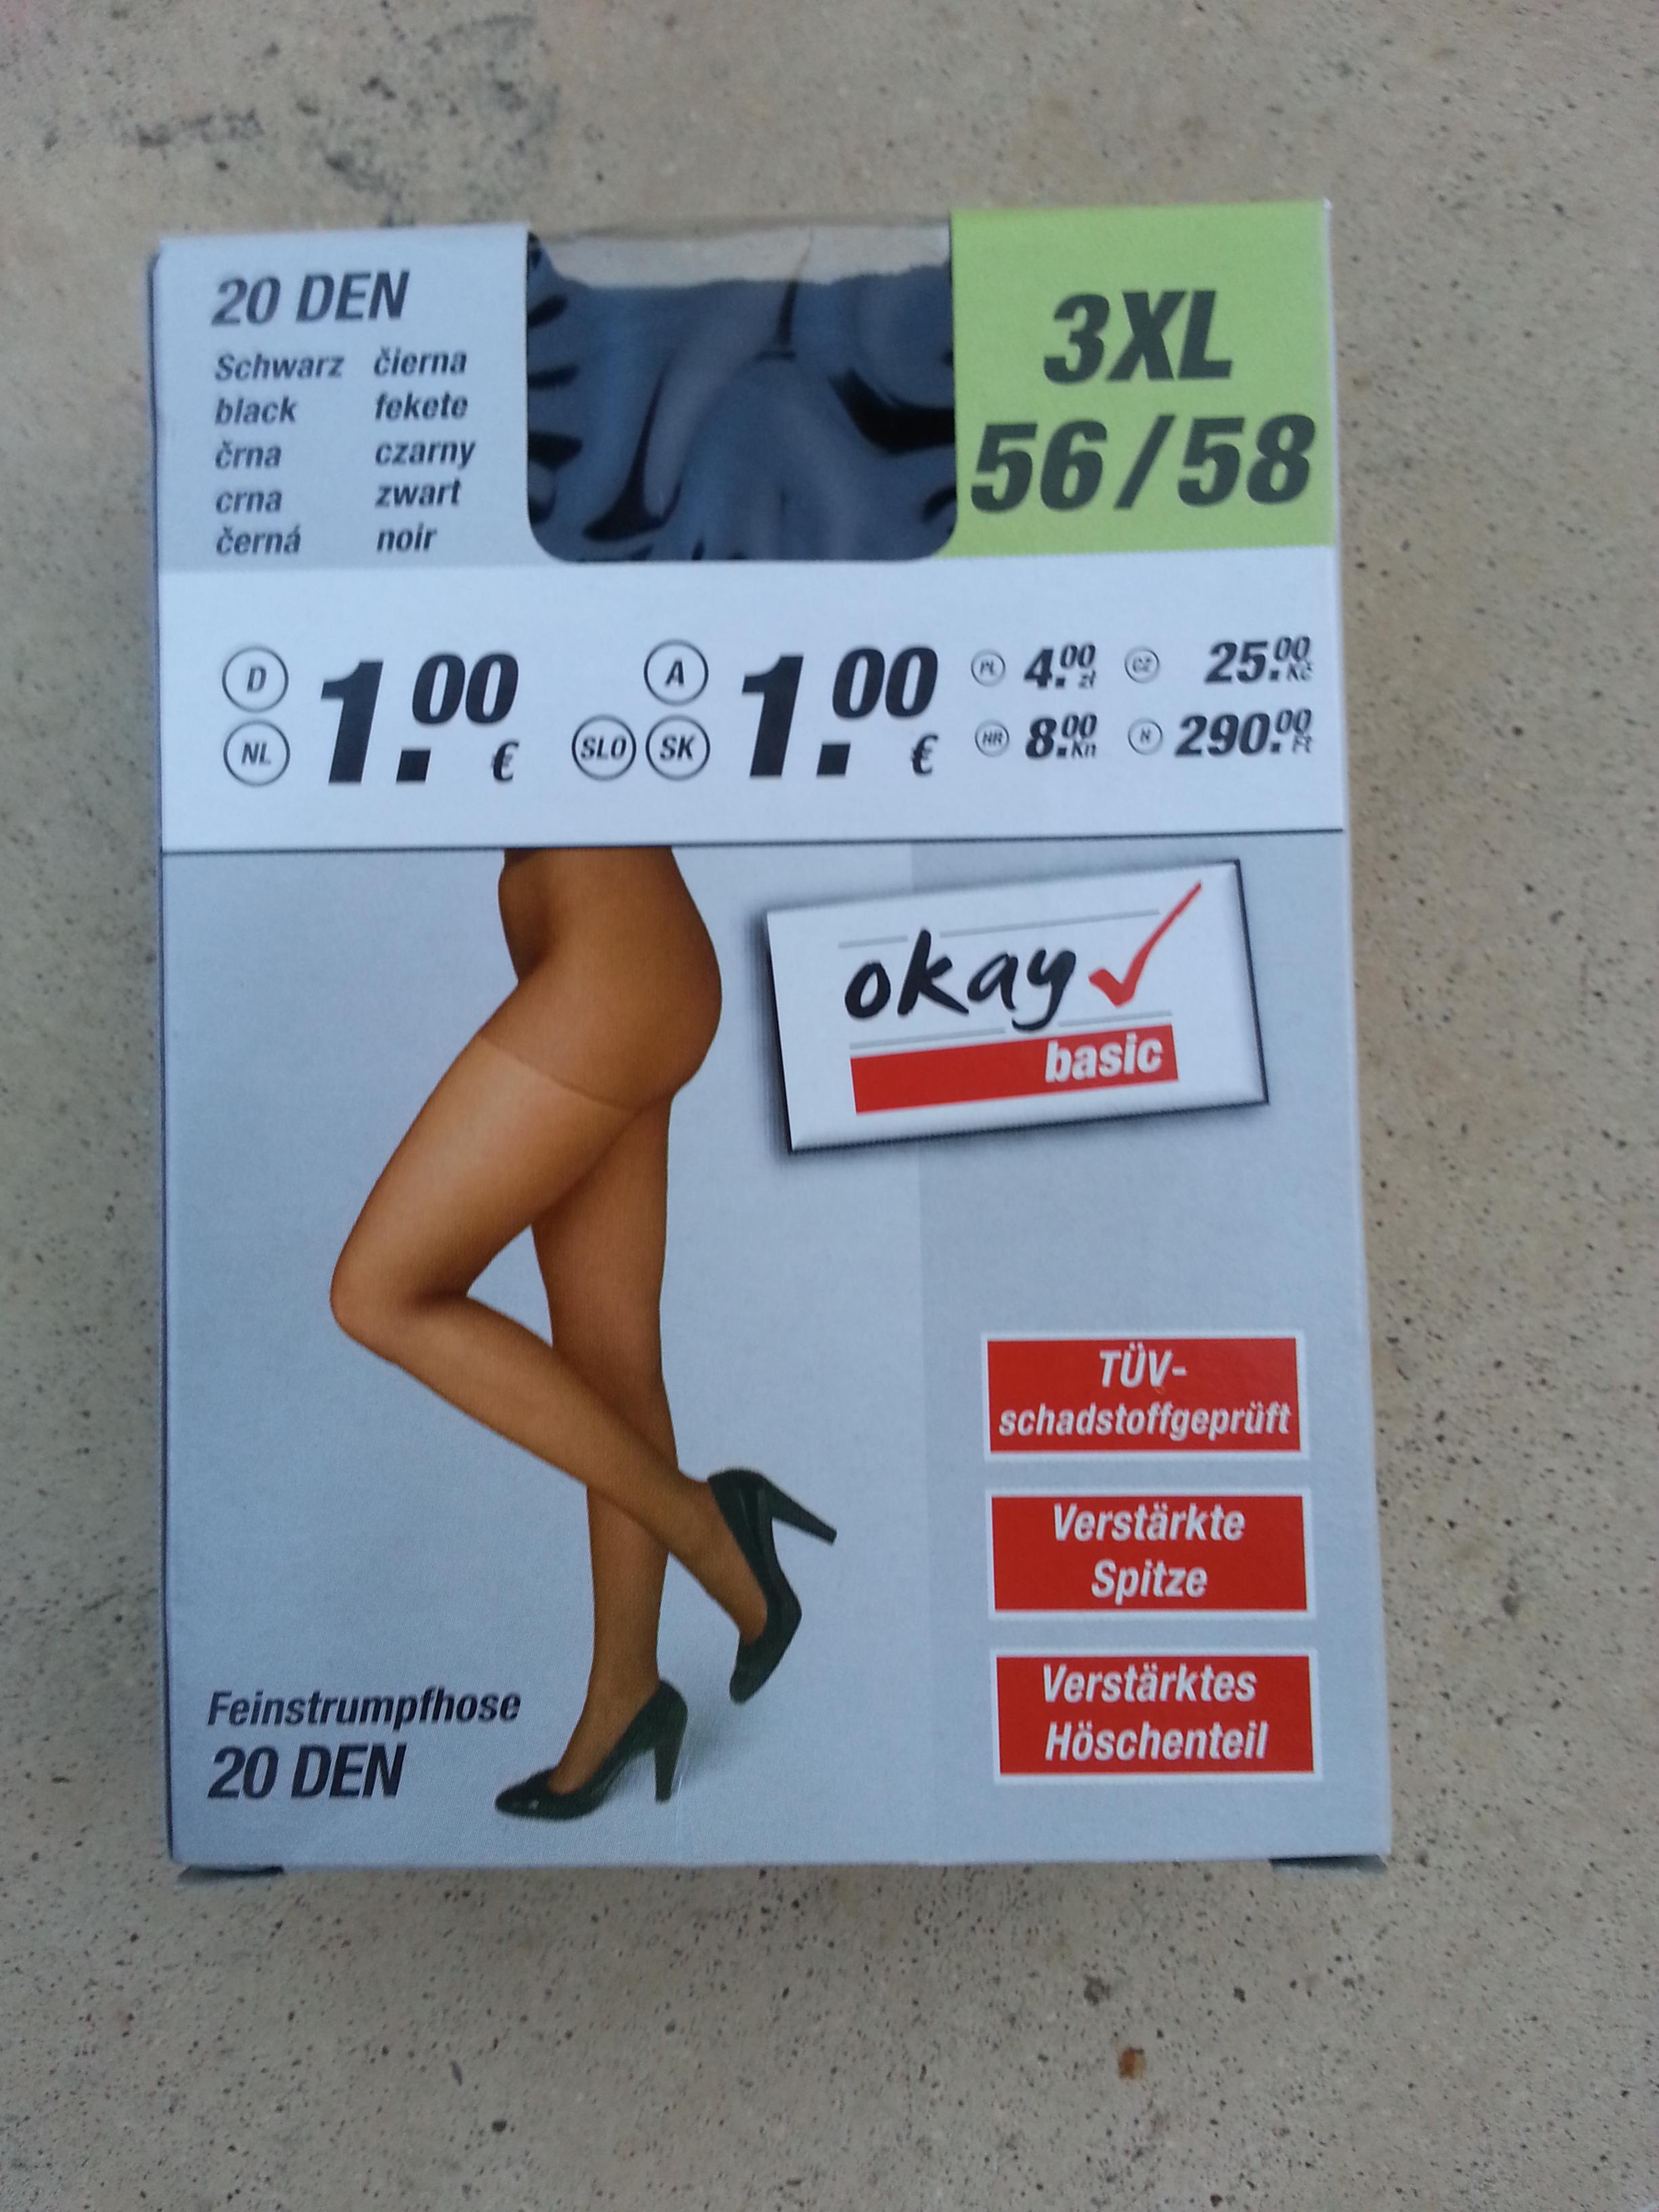 20 DEN
Schwarz čierna
black fekete
črna czarny
crna zwart
černá noir
3XL
56/58
D NL 1.00 €
A SLO SK 1.00 €
PL 4.00 zł CZ 25.00 Kč
HR 8.00 Kn H 290.00 Ft
okay
basic
TÜV-
schadstoffgeprüft
Verstärkte
Spitze
Verstärktes
Höschenteil
Feinstrumpfhose
20 DEN